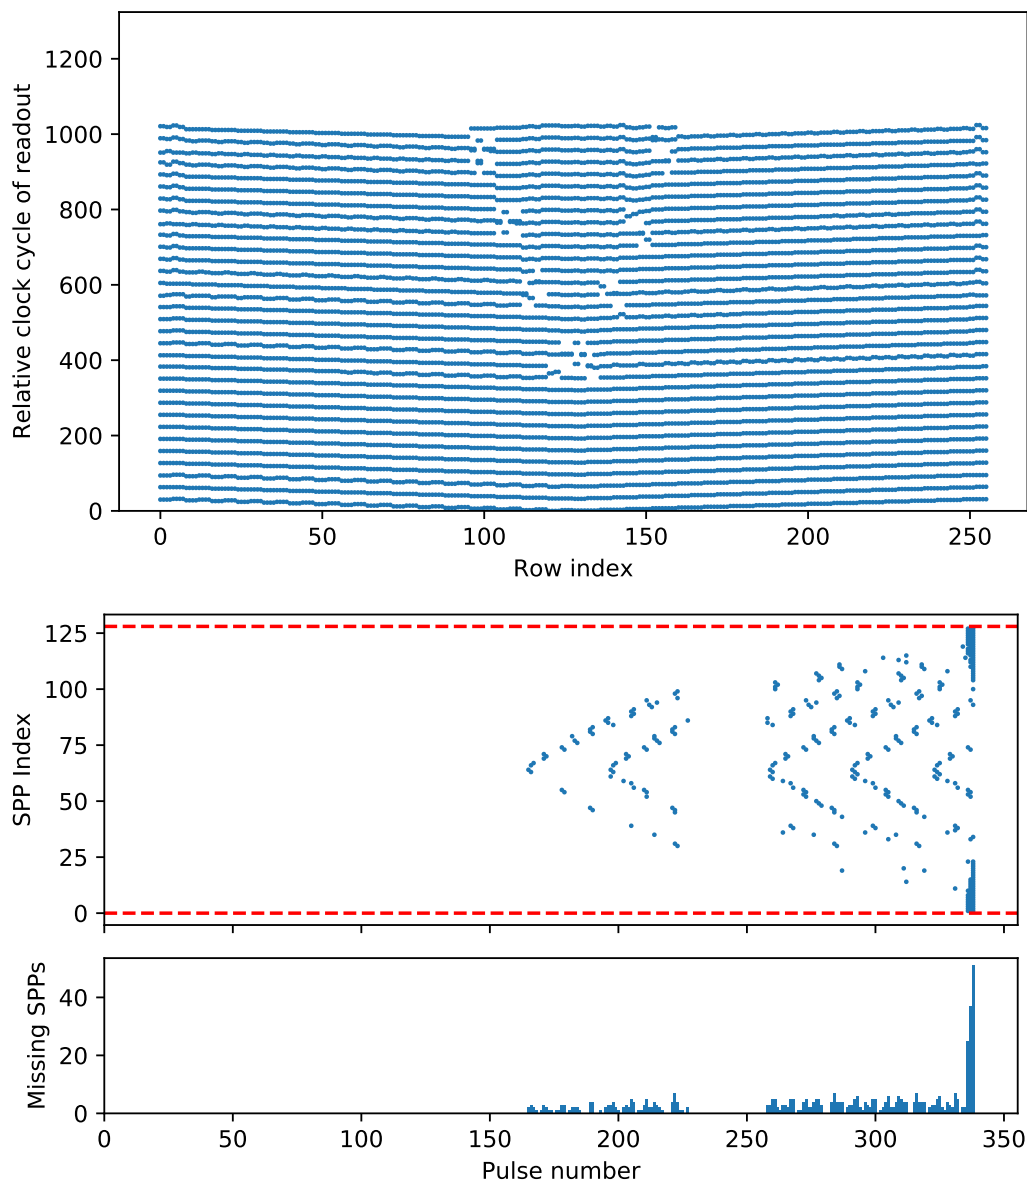 1200
1000
800
600
400
200
0
Relative clock cycle of readout
0 50 100 150 200 250
Row index
125
100
75
50
25
0
SPP Index
40
20
0
Missing SPPs
0 50 100 150 200 250 300 350
Pulse number